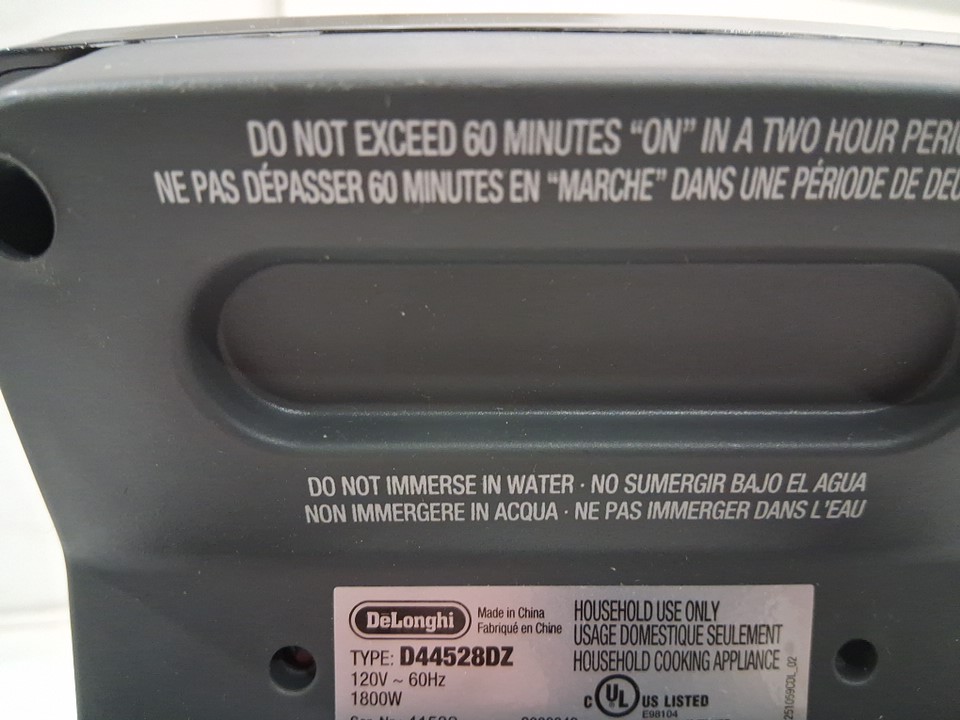 DO NOT EXCEED 60 MINUTES "ON" IN A TWO HOUR
NE PAS DÉPASSER 60 MINUTES EN "MARCHE" DANS UNE PÉRIODE DE
DO NOT IMMERSE IN WATER · NO SUMERGIR BAJO EL AGUA
NON IMMERGERE IN ACQUA · NE PAS IMMERGER DANS L'EAU
DeLonghi
Made in China
Fabriqué en Chine
TYPE: D44528DZ
120V ~ 60Hz
1800W
HOUSEHOLD USE ONLY
USAGE DOMESTIQUE SEULEMENT
HOUSEHOLD COOKING APPLIANCE
C UL US LISTED
E98104